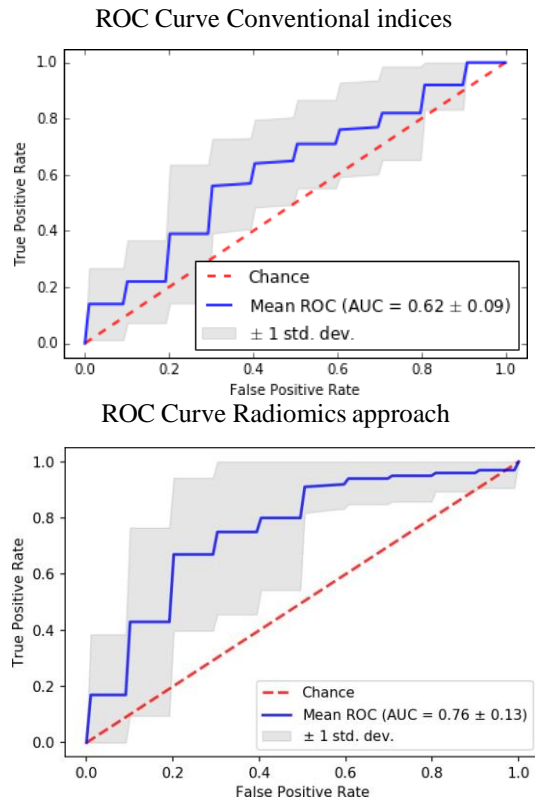 ROC Curve Conventional indices
1.0
0.8
0.6
0.4
0.2
0.0
True Positive Rate
Chance
Mean ROC (AUC = 0.62 ± 0.09)
± 1 std. dev.
0.0 0.2 0.4 0.6 0.8 1.0
False Positive Rate
ROC Curve Radiomics approach
1.0
0.8
0.6
0.4
0.2
0.0
True Positive Rate
Chance
Mean ROC (AUC = 0.76 ± 0.13)
± 1 std. dev.
0.0 0.2 0.4 0.6 0.8 1.0
False Positive Rate